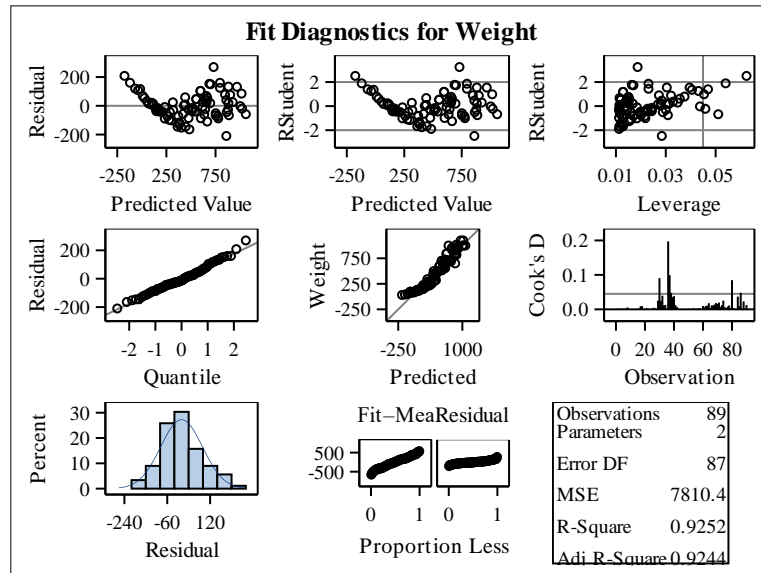 Fit Diagnostics for Weight
Residual
200
0
-200
-250 250 750
Predicted Value
RStudent
2
0
-2
-250 250 750
Predicted Value
RStudent
2
0
-2
0.01 0.03 0.05
Leverage
Residual
200
0
-200
-2 -1 0 1 2
Quantile
Weight
750
250
-250
-250 1000
Predicted
Cook's D
0.2
0.1
0.0
0 20 40 60 80
Observation
Percent
30
20
10
0
-240 -60 120
Residual
Fit–MeaResidual
500
-500
0 1 0 1
Proportion Less
Observations 89
Parameters 2
Error DF 87
MSE 7810.4
R-Square 0.9252
Adj R-Square 0.9244